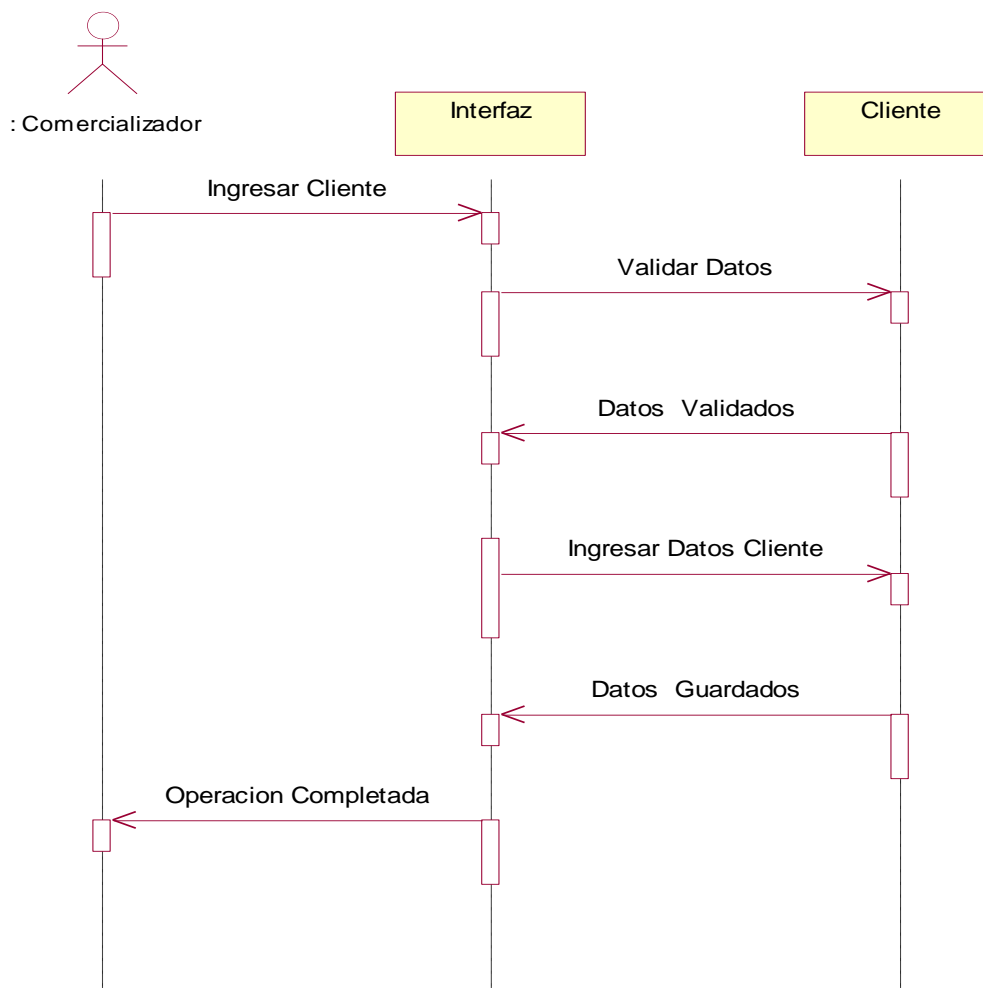 : Comercializador
Interfaz
Cliente
Ingresar Cliente
Validar Datos
Datos Validados
Ingresar Datos Cliente
Datos Guardados
Operacion Completada